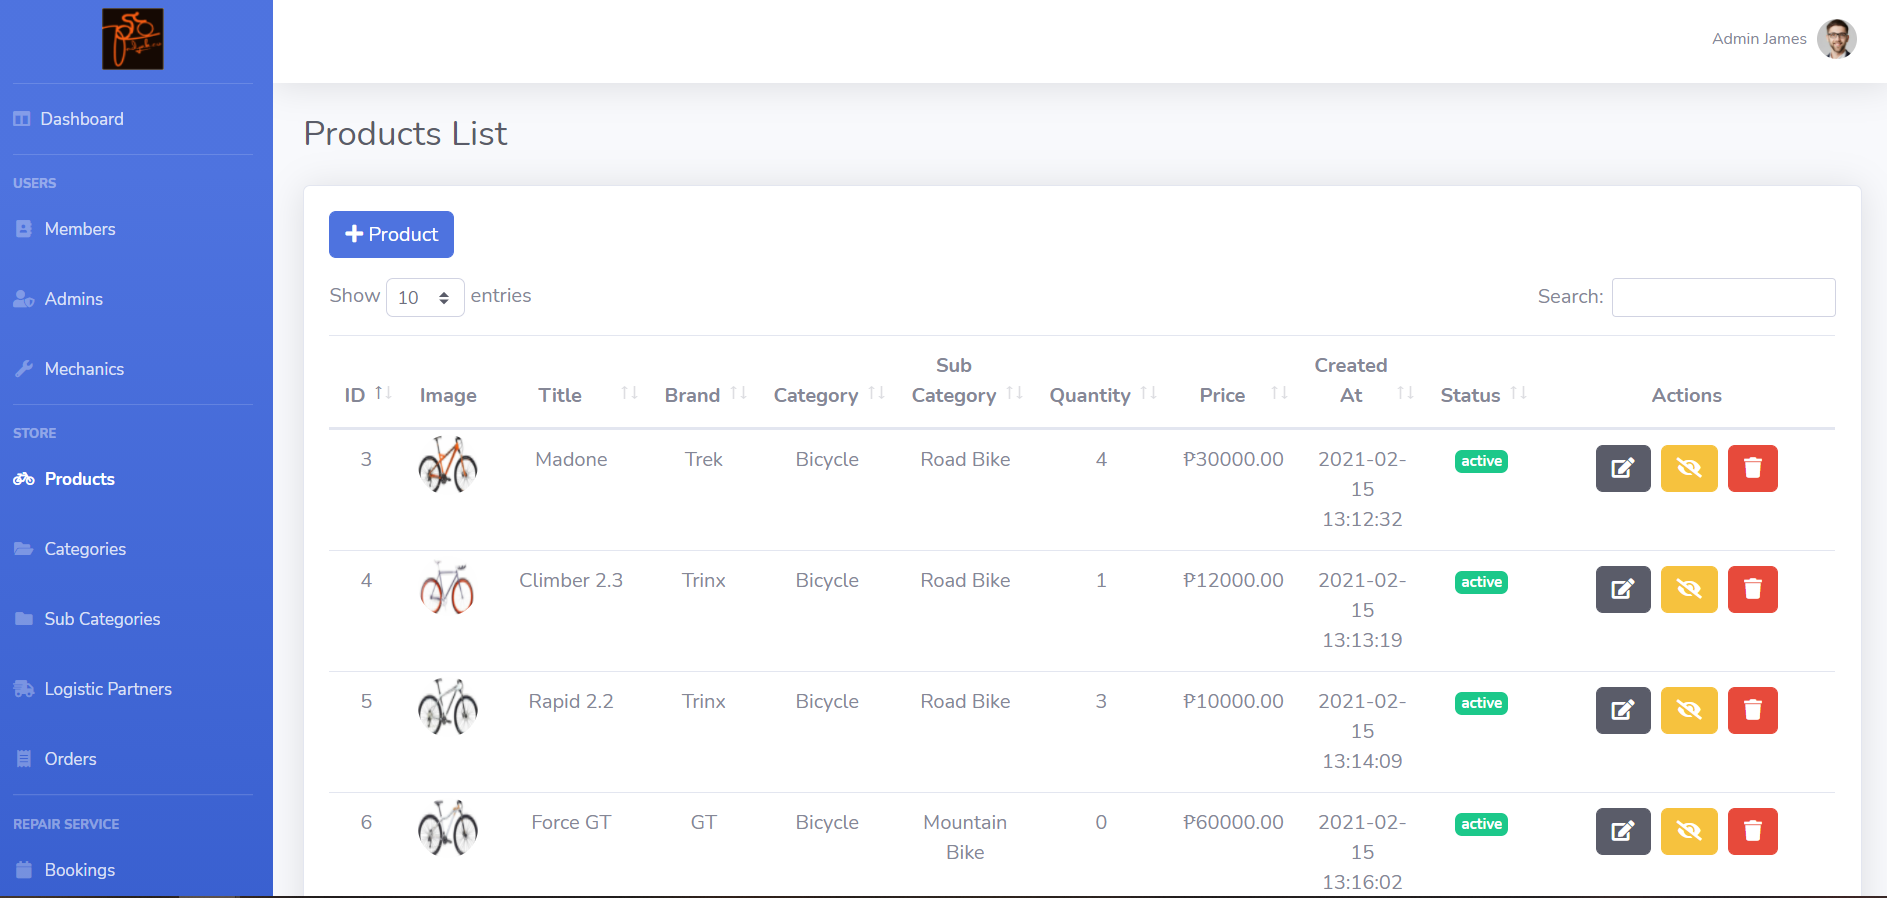 Admin James
Dashboard
USERS
Members
Admins
Mechanics
STORE
Products
Categories
Sub Categories
Logistic Partners
Orders
REPAIR SERVICE
Bookings
Products List
Product
Show 10 entries
Search:
ID Image Title Brand Category Sub Category Quantity Price Created At Status Actions
3 Madone Trek Bicycle Road Bike 4 ₱30000.00 2021-02-
15
13:12:32 active
4 Climber 2.3 Trinx Bicycle Road Bike 1 ₱12000.00 2021-02-
15
13:13:19 active
5 Rapid 2.2 Trinx Bicycle Road Bike 3 ₱10000.00 2021-02-
15
13:14:09 active
6 Force GT GT Bicycle Mountain Bike 0 ₱60000.00 2021-02-
15
13:16:02 active